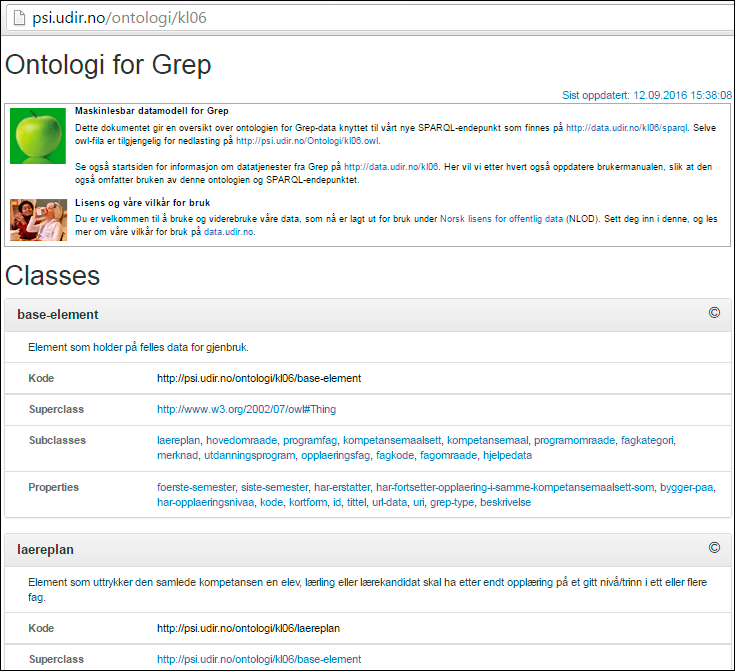 psi.udir.no/ontologi/kl06
Ontologi for Grep
Sist oppdatert: 12.09.2016 15:38:08
Maskinlesbar datamodell for Grep
Dette dokumentet gir en oversikt over ontologien for Grep-data knyttet til vårt nye SPARQL-endepunkt som finnes på http://data.udir.no/kl06/sparql. Selve
owl-fila er tilgjengelig for nedlasting på http://psi.udir.no/Ontologi/kl06.owl.
Se også startsiden for informasjon om datatjenester fra Grep på http://data.udir.no/kl06. Her vil vi etter hvert også oppdatere brukermanualen, slik at den
også omfatter bruken av denne ontologien og SPARQL-endepunktet.
Lisens og våre vilkår for bruk
Du er velkommen til å bruke og viderebruke våre data, som nå er lagt ut for bruk under Norsk lisens for offentlig data (NLOD). Sett deg inn i denne, og les
mer om våre vilkår for bruk på data.udir.no.
Classes
base-element ©
Element som holder på felles data for gjenbruk.
Kode http://psi.udir.no/ontologi/kl06/base-element
Superclass http://www.w3.org/2002/07/owl#Thing
Subclasses laereplan, hovedomraade, programfag, kompetansemaalsett, kompetansemaal, programomraade, fagkategori,
merknad, utdanningsprogram, opplaeringsfag, fagkode, fagomraade, hjelpedata
Properties foerste-semester, siste-semester, har-erstatter, har-fortsetter-opplaering-i-samme-kompetansemaalsett-som, bygger-paa,
har-opplaeringsnivaa, kode, kortform, id, tittel, url-data, uri, grep-type, beskrivelse
laereplan ©
Element som uttrykker den samlede kompetansen en elev, lærling eller lærekandidat skal ha etter endt opplæring på et gitt nivå/trinn i ett eller flere
fag.
Kode http://psi.udir.no/ontologi/kl06/laereplan
Superclass http://psi.udir.no/ontologi/kl06/base-element